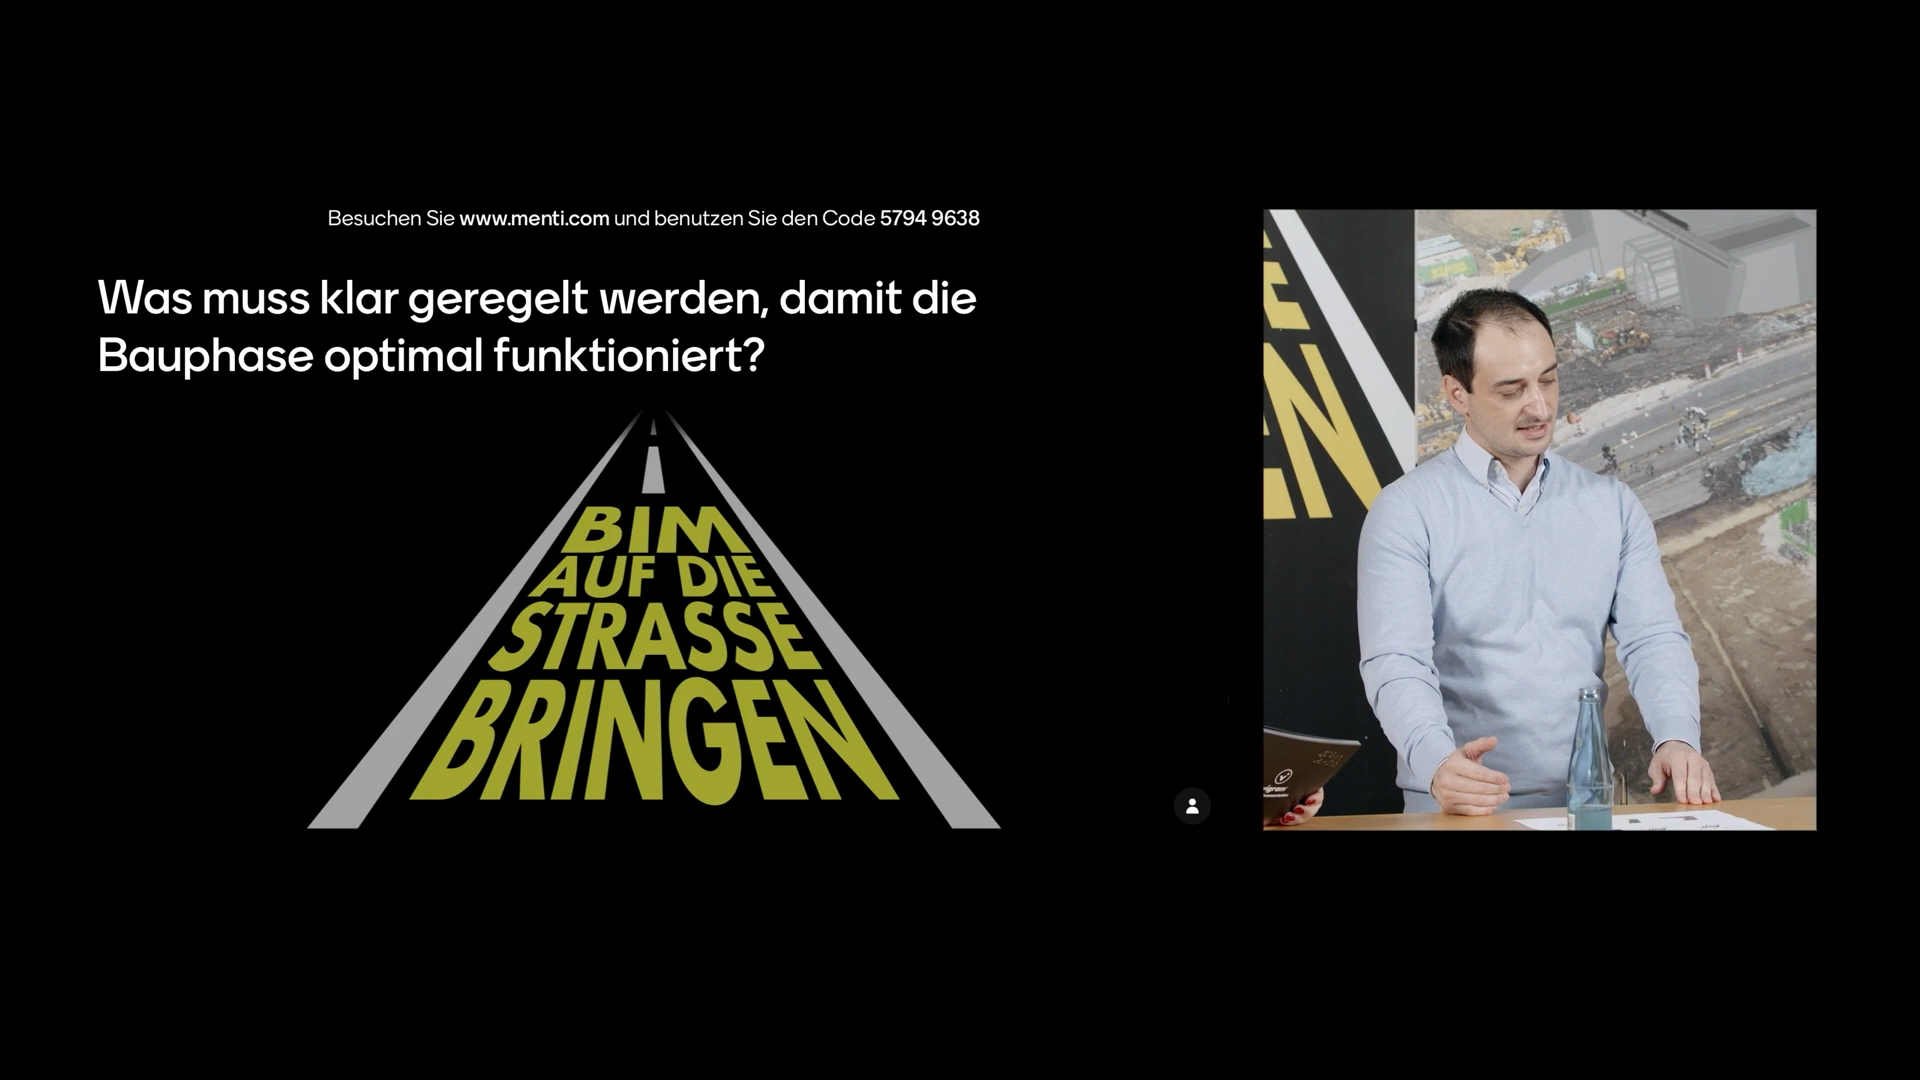 Besuchen Sie www.menti.com und benutzen Sie den Code 5794 9638
Was muss klar geregelt werden, damit die
Bauphase optimal funktioniert?
BIM
AUF DIE
STRASSE
BRINGEN
E
EN